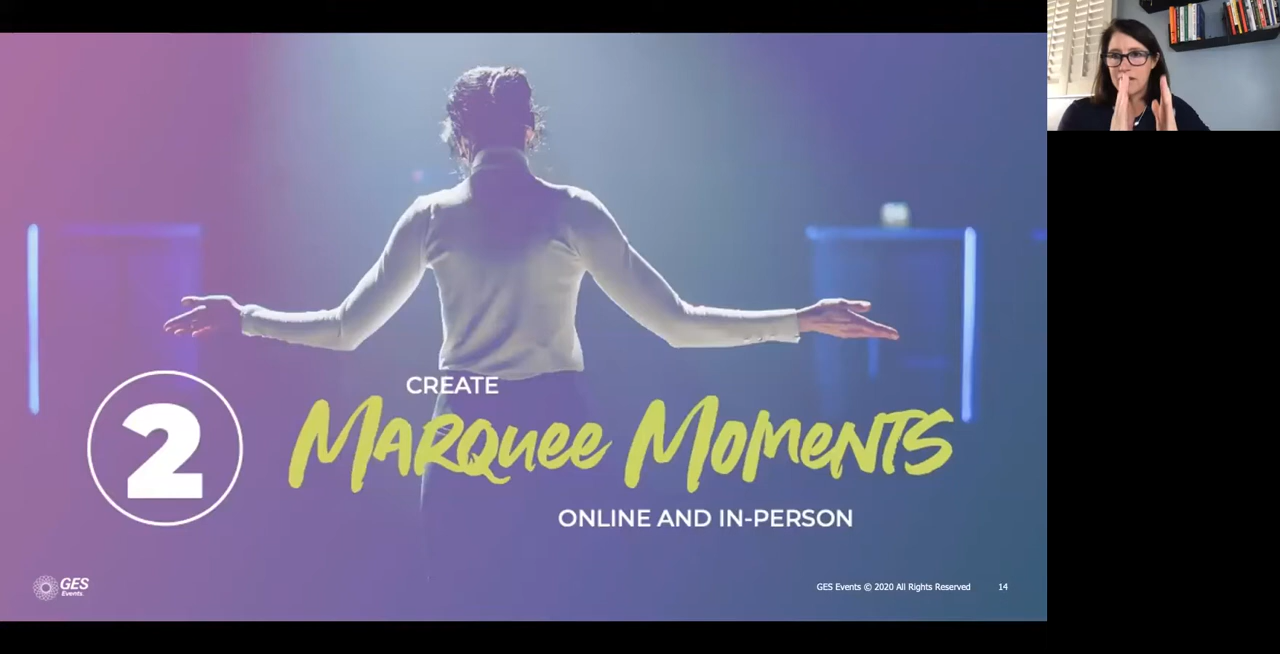 CREATE
2
MARQUEE MOMENTS
ONLINE AND IN-PERSON
GES
Events
GES Events © 2020 All Rights Reserved
14